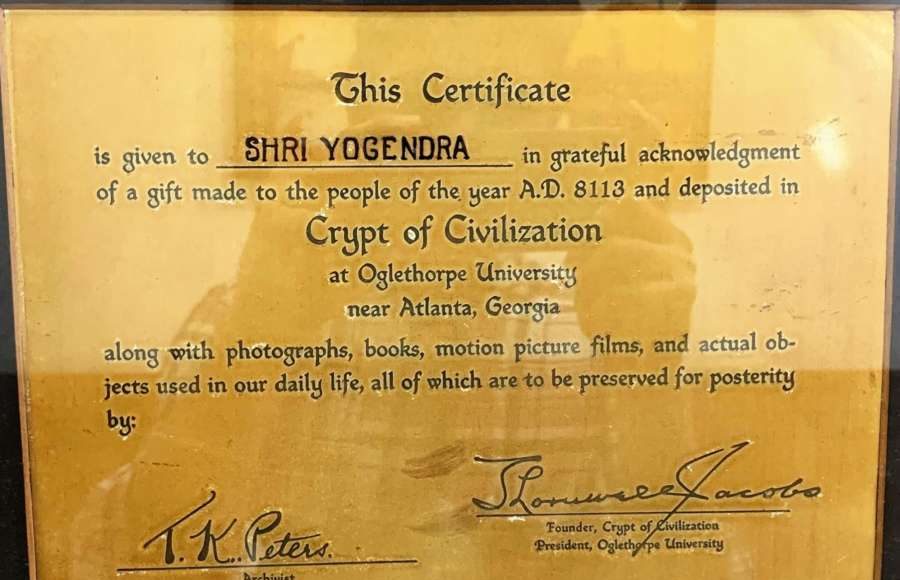 This Certificate
is given to SHRI YOGENDRA in grateful acknowledgment
of a gift made to the people of the year A.D. 8113 and deposited in
Crypt of Civilization
at Oglethorpe University
near Atlanta, Georgia
along with photographs, books, motion picture films, and actual ob-
jects used in our daily life, all of which are to be preserved for posterity
by:
Thornwell Jacobs
Founder, Crypt of Civilization
President, Oglethorpe University
T. K. Peters.
Archivist